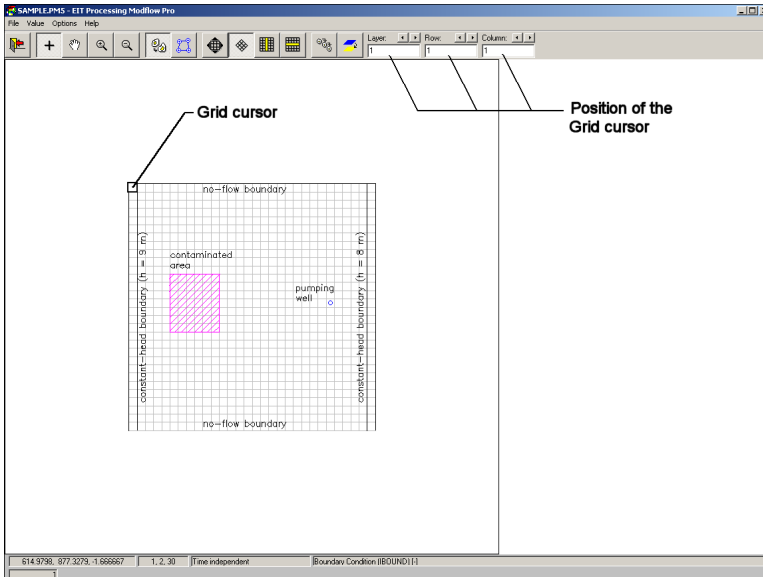 SAMPLE.PM5 - EIT Processing Modflow Pro
File Value Options Help
Layer: Row: Column:
1 1 1
Grid cursor
Position of the
Grid cursor
no-flow boundary
constant-head boundary (h = 9 m)
contaminated
area
pumping
well
constant-head boundary (h = 8 m)
no-flow boundary
614.9798, 877.3279, -1.666667 1, 2, 30 Time independent Boundary Condition (IBOUND) [-]
1